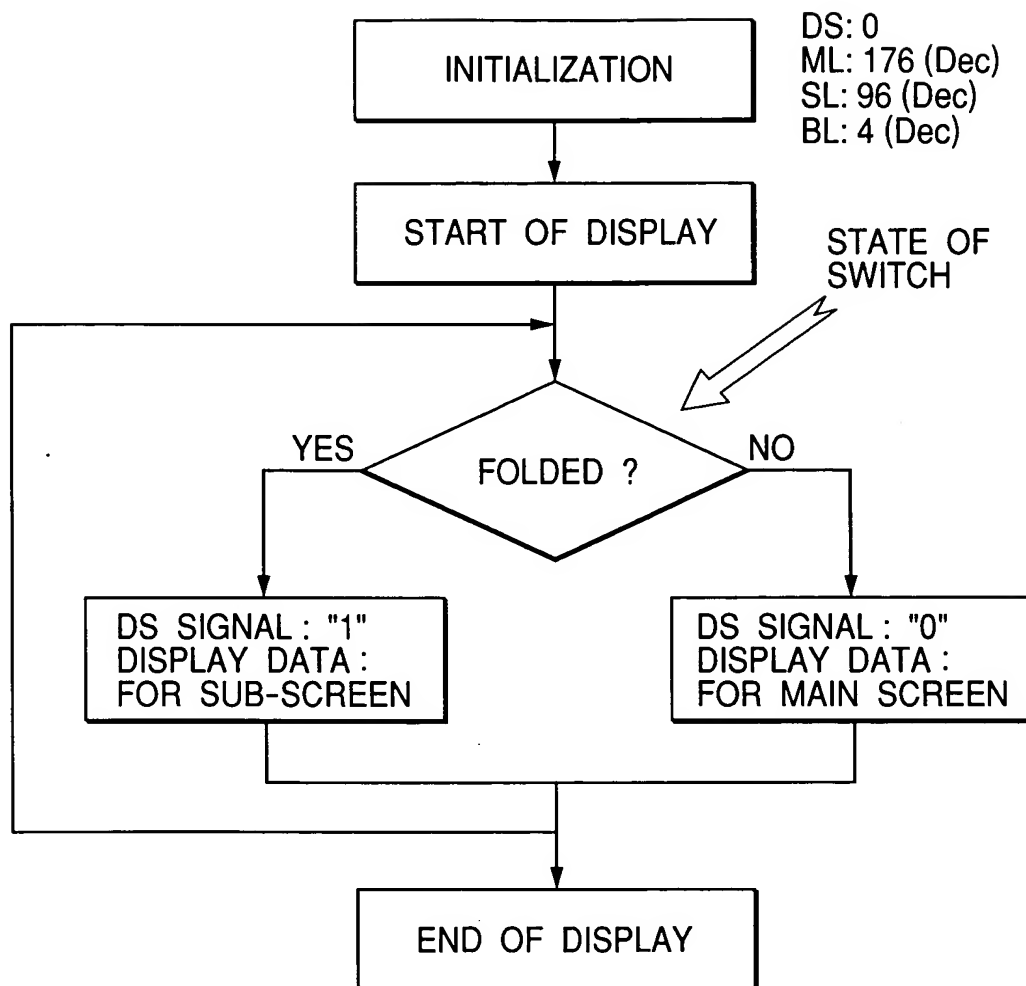 INITIALIZATION
DS: 0
ML: 176 (Dec)
SL: 96 (Dec)
BL: 4 (Dec)
START OF DISPLAY
STATE OF
SWITCH
YES
FOLDED ?
NO
DS SIGNAL : "1"
DISPLAY DATA :
FOR SUB-SCREEN
DS SIGNAL : "0"
DISPLAY DATA :
FOR MAIN SCREEN
END OF DISPLAY